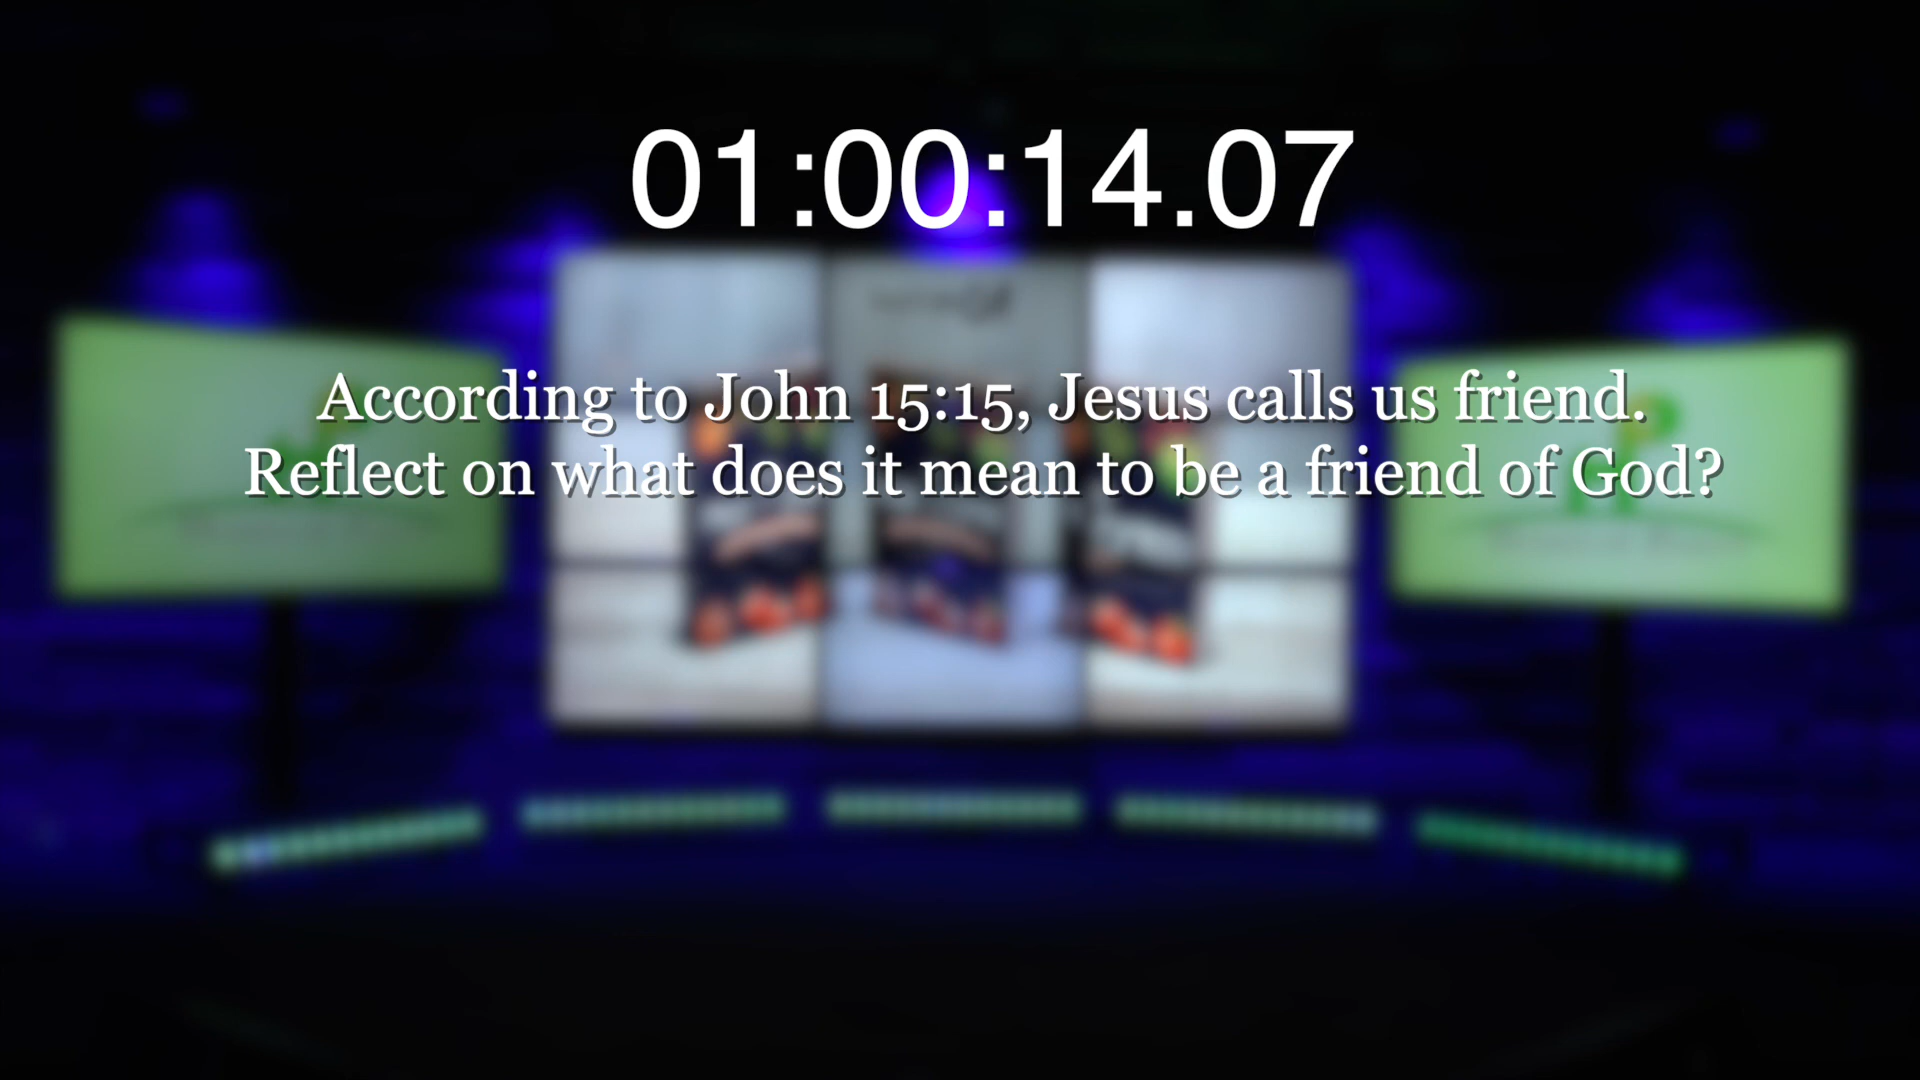 01:00:14.07
According to John 15:15, Jesus calls us friend.
Reflect on what does it mean to be a friend of God?